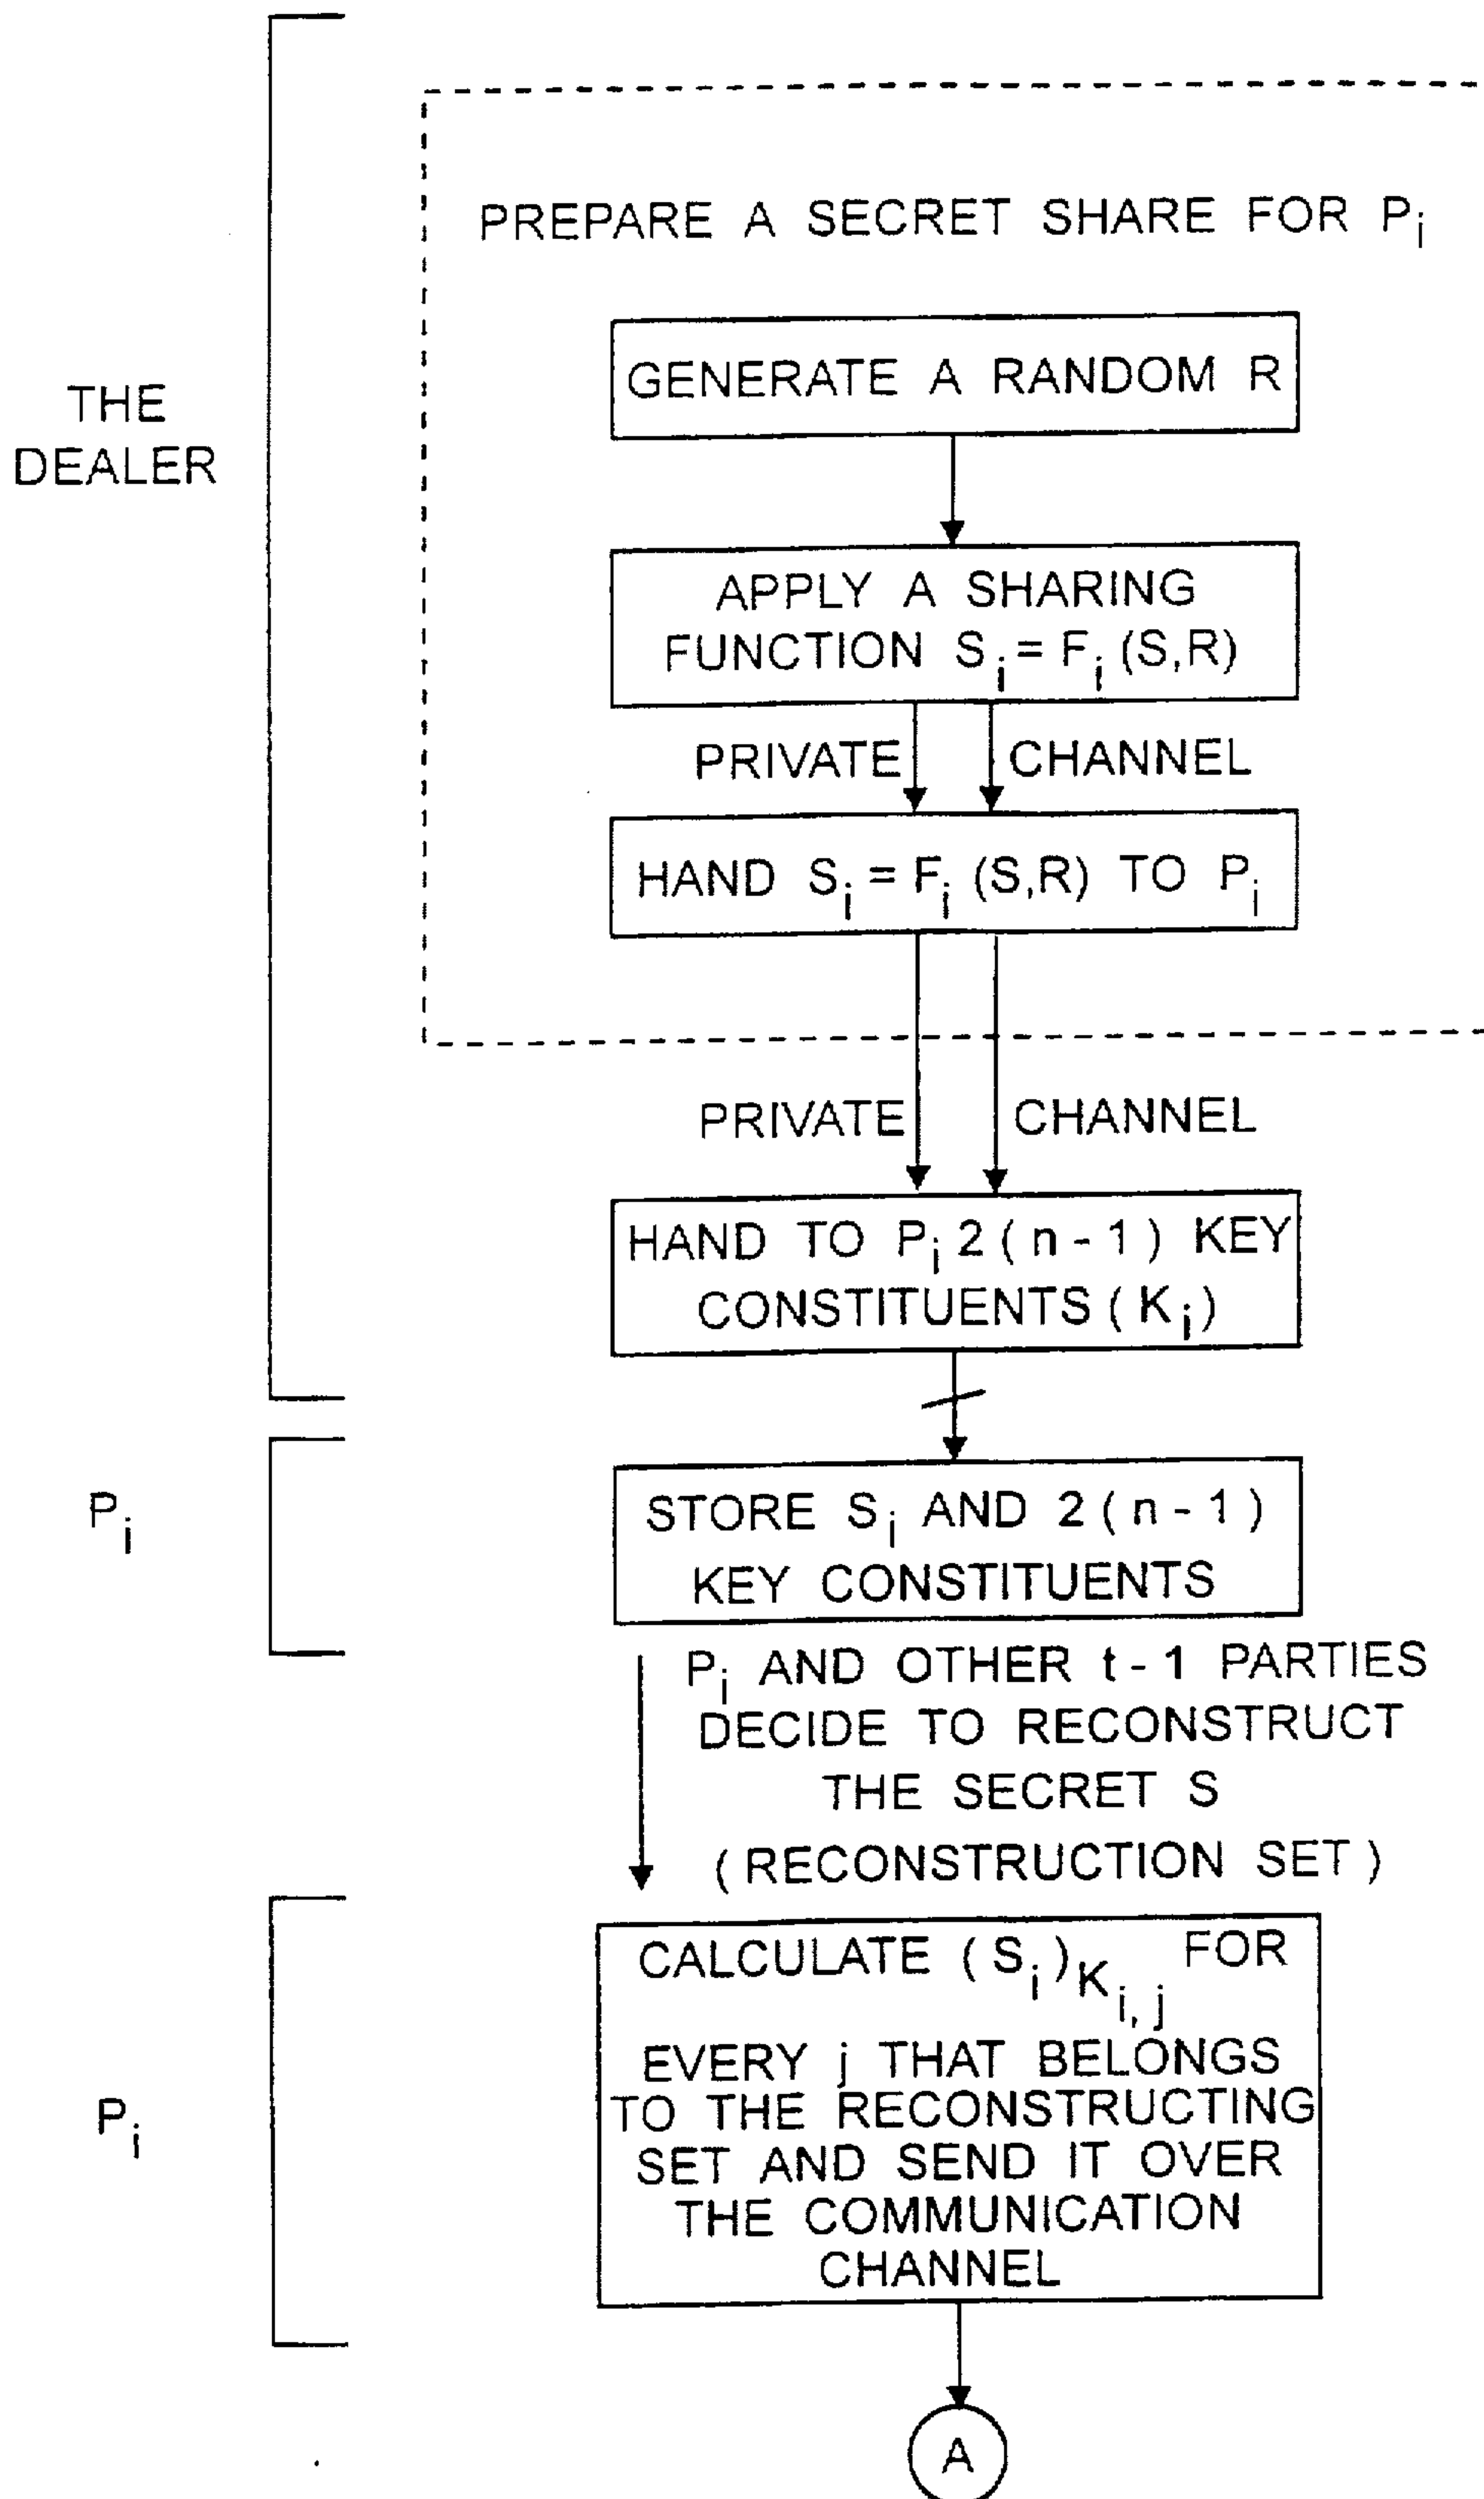 PREPARE A SECRET SHARE FOR Pi
GENERATE A RANDOM R
THE
DEALER
APPLY A SHARING
FUNCTION Si = Fi (S,R)
PRIVATE CHANNEL
HAND Si = Fi (S,R) TO Pi
PRIVATE CHANNEL
HAND TO Pi 2(n-1) KEY
CONSTITUENTS (Ki)
Pi
STORE Si AND 2(n-1)
KEY CONSTITUENTS
Pi AND OTHER t-1 PARTIES
DECIDE TO RECONSTRUCT
THE SECRET S
(RECONSTRUCTION SET)
Pi
CALCULATE (Si)Ki,j FOR
EVERY j THAT BELONGS
TO THE RECONSTRUCTING
SET AND SEND IT OVER
THE COMMUNICATION
CHANNEL
A